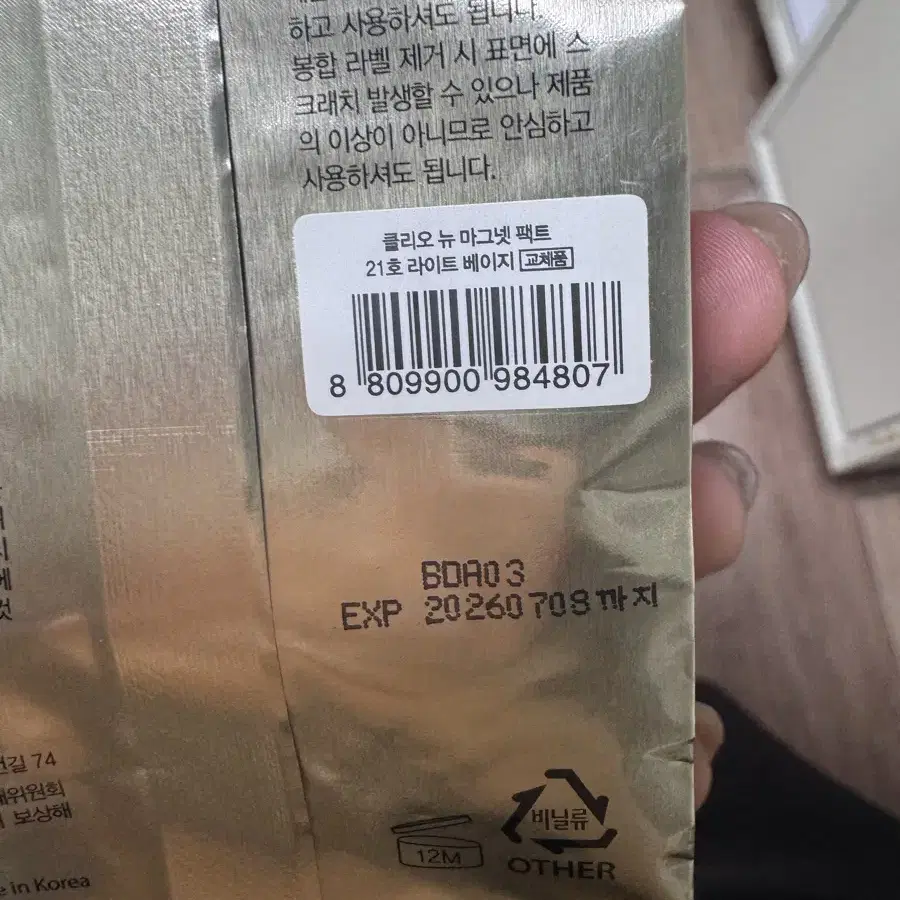 하고 사용하셔도 됩니다.
봉합 라벨 제거 시 표면에 스
크래치 발생할 수 있으나 제품
의 이상이 아니므로 안심하고
사용하셔도 됩니다.
클리오 뉴 마그넷 팩트
21호 라이트 베이지 교체품
8 809900 984807
BDA03
EXP 20260708까지
길 74
위원회
보상해
in Korea
12M
비닐류
OTHER